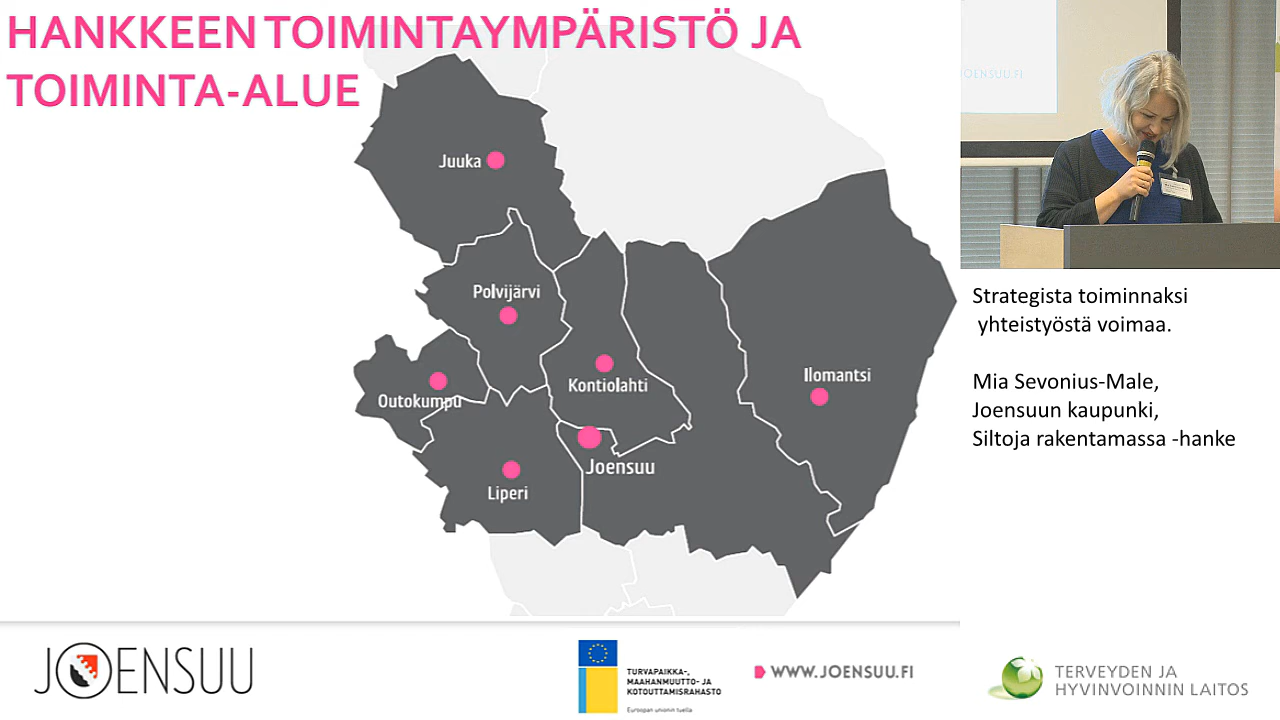 HANKKEEN TOIMINTAYMPÄRISTÖ JA
TOIMINTA-ALUE
Juuka
Polvijärvi
Outokumpu
Kontiolahti
Ilomantsi
Joensuu
Liperi
JOENSUU.FI
Strategista toiminnaksi
yhteistyöstä voimaa.
Mia Sevonius-Male,
Joensuun kaupunki,
Siltoja rakentamassa -hanke
JOENSUU
TURVAPAIKKA-,
MAAHANMUUTTO- JA
KOTOUTTAMISRAHASTO
Euroopan unionin tuella
WWW.JOENSUU.FI
TERVEYDEN JA
HYVINVOINNIN LAITOS